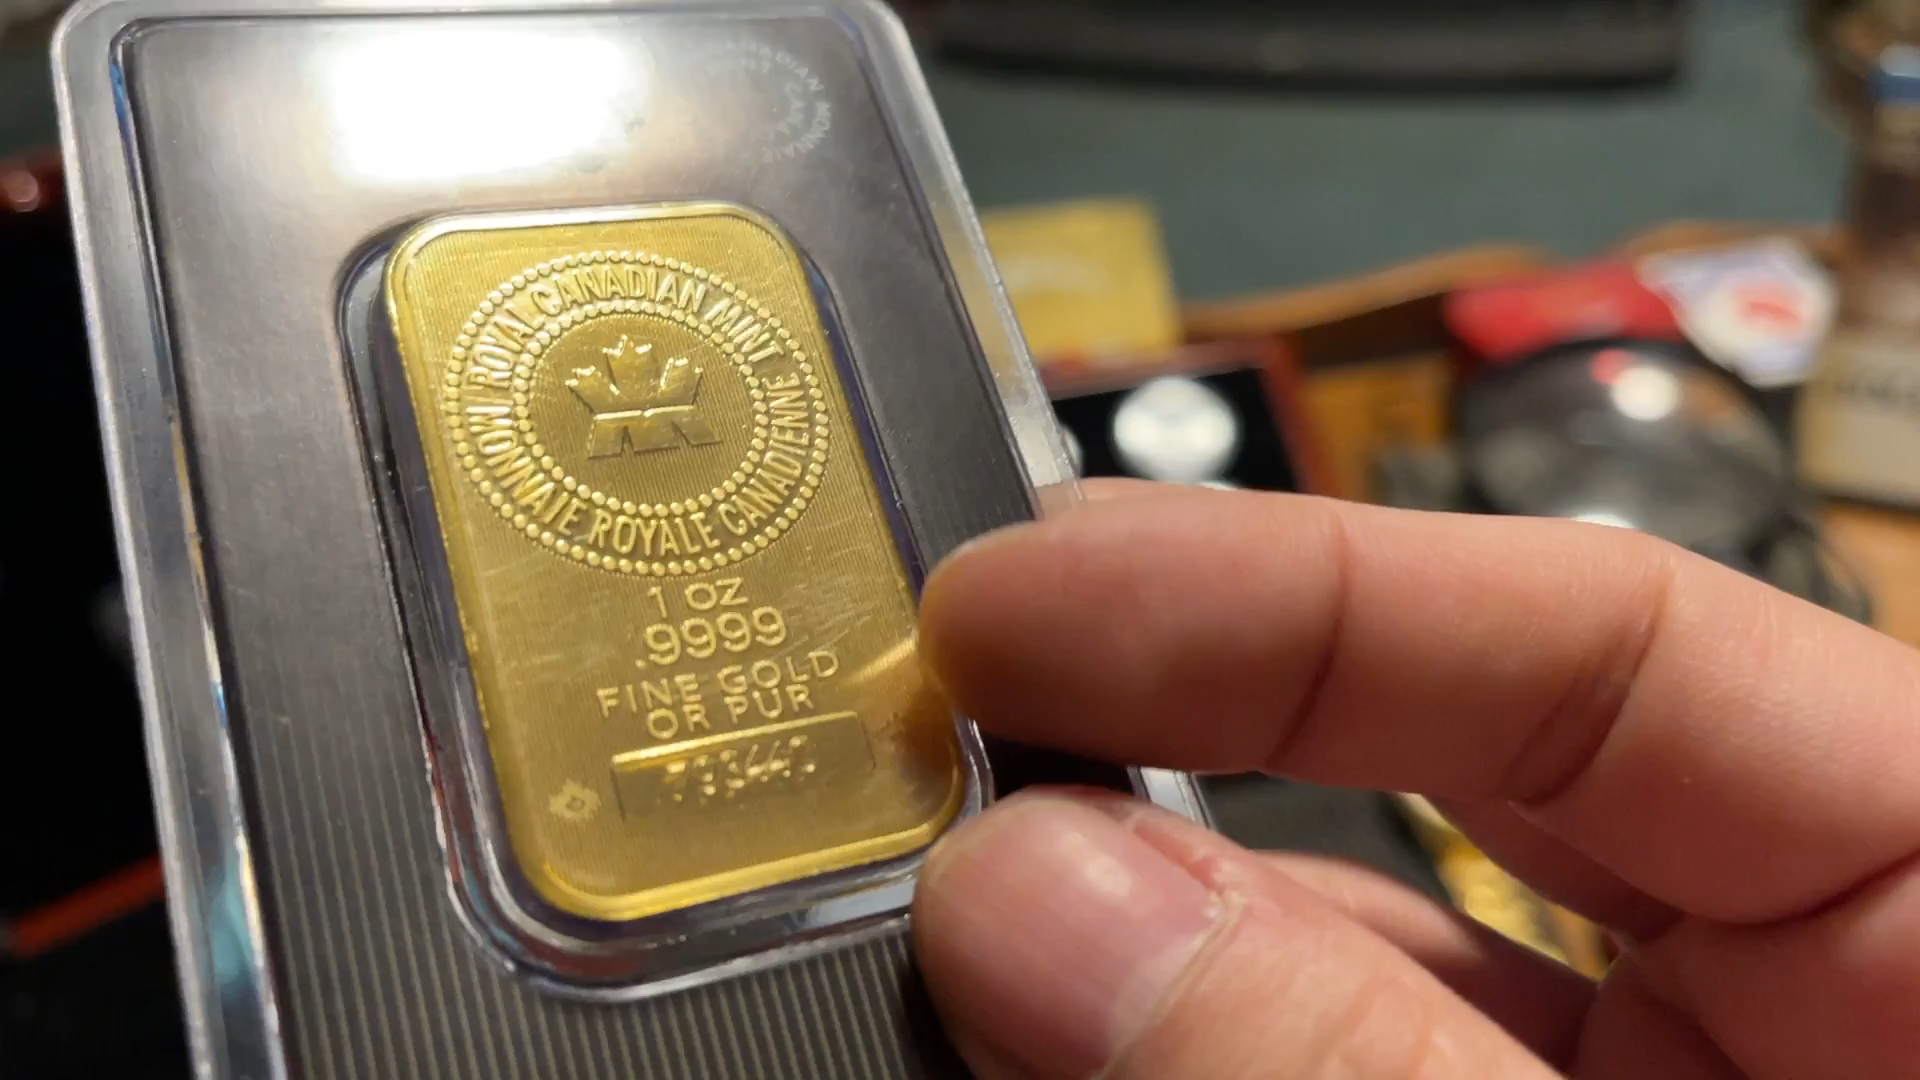 ROYAL CANADIAN MINT
MONNAIE ROYALE CANADIENNE
1 OZ
.9999
FINE GOLD
OR PUR